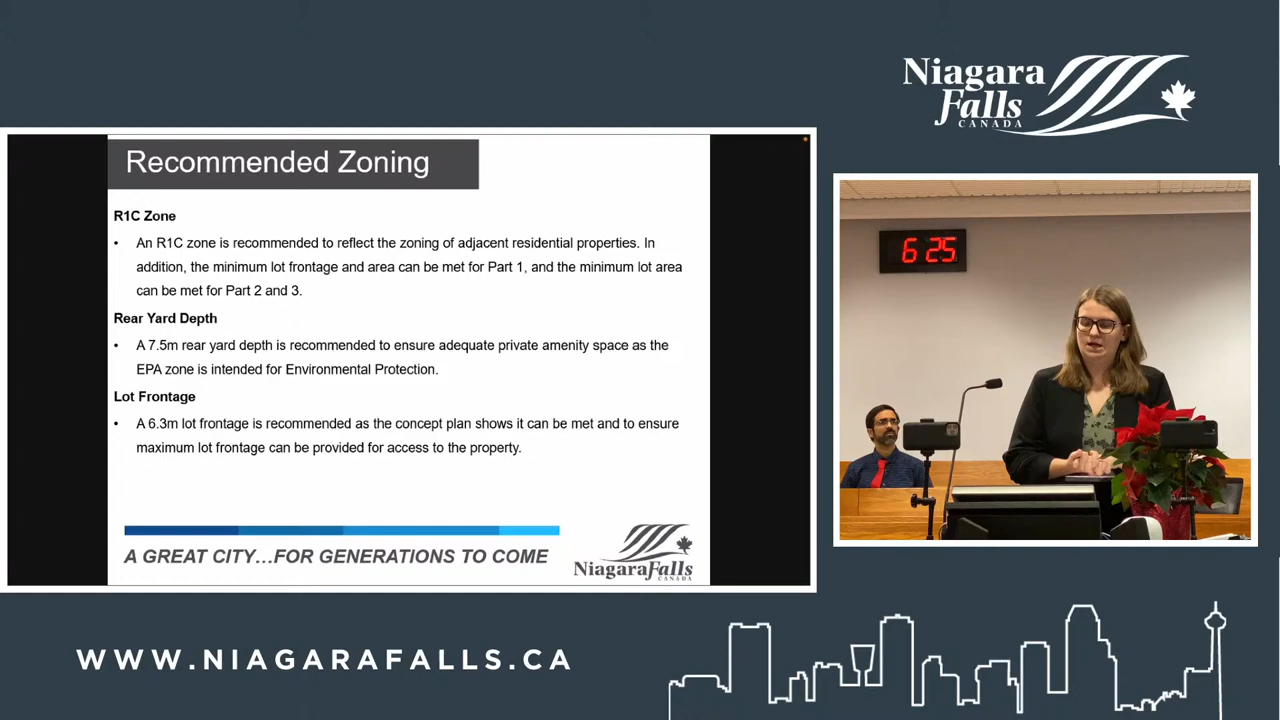 Niagara
Falls
CANADA
Recommended Zoning
R1C Zone
• An R1C zone is recommended to reflect the zoning of adjacent residential properties. In
addition, the minimum lot frontage and area can be met for Part 1, and the minimum lot area
can be met for Part 2 and 3.
Rear Yard Depth
• A 7.5m rear yard depth is recommended to ensure adequate private amenity space as the
EPA zone is intended for Environmental Protection.
Lot Frontage
• A 6.3m lot frontage is recommended as the concept plan shows it can be met and to ensure
maximum lot frontage can be provided for access to the property.
A GREAT CITY...FOR GENERATIONS TO COME
NiagaraFalls
CANADA
6:25
WWW.NIAGARAFALLS.CA